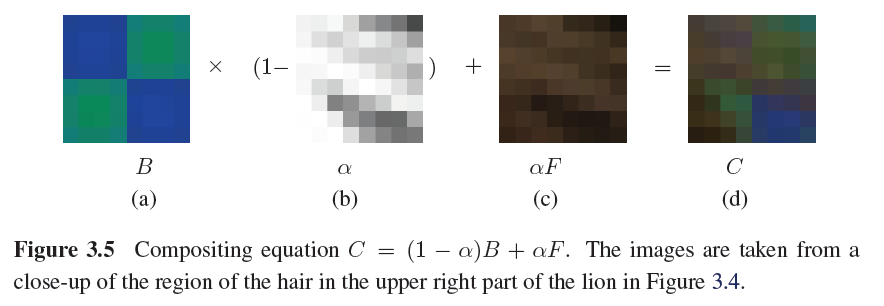 × (1− ) + =
B α αF C
(a) (b) (c) (d)
Figure 3.5 Compositing equation C = (1 − α)B + αF. The images are taken from a
close-up of the region of the hair in the upper right part of the lion in Figure 3.4.